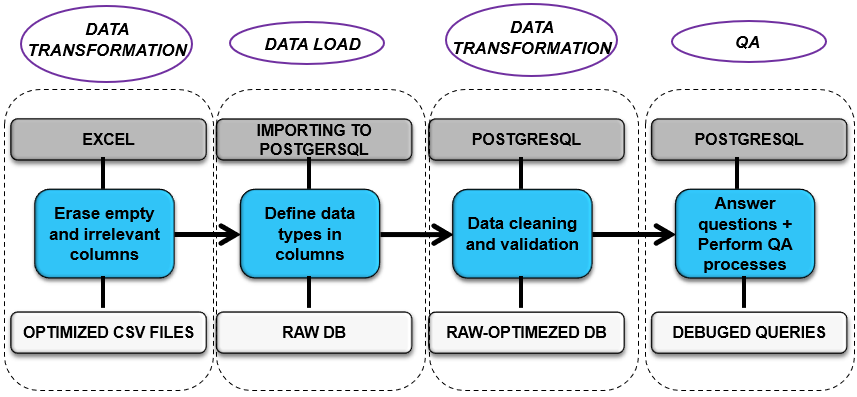 DATA
TRANSFORMATION
DATA LOAD
DATA
TRANSFORMATION
QA
EXCEL
IMPORTING TO
POSTGERSQL
POSTGRESQL
POSTGRESQL
Erase empty
and irrelevant
columns
Define data
types in
columns
Data cleaning
and validation
Answer
questions +
Perform QA
processes
OPTIMIZED CSV FILES
RAW DB
RAW-OPTIMEZED DB
DEBUGED QUERIES